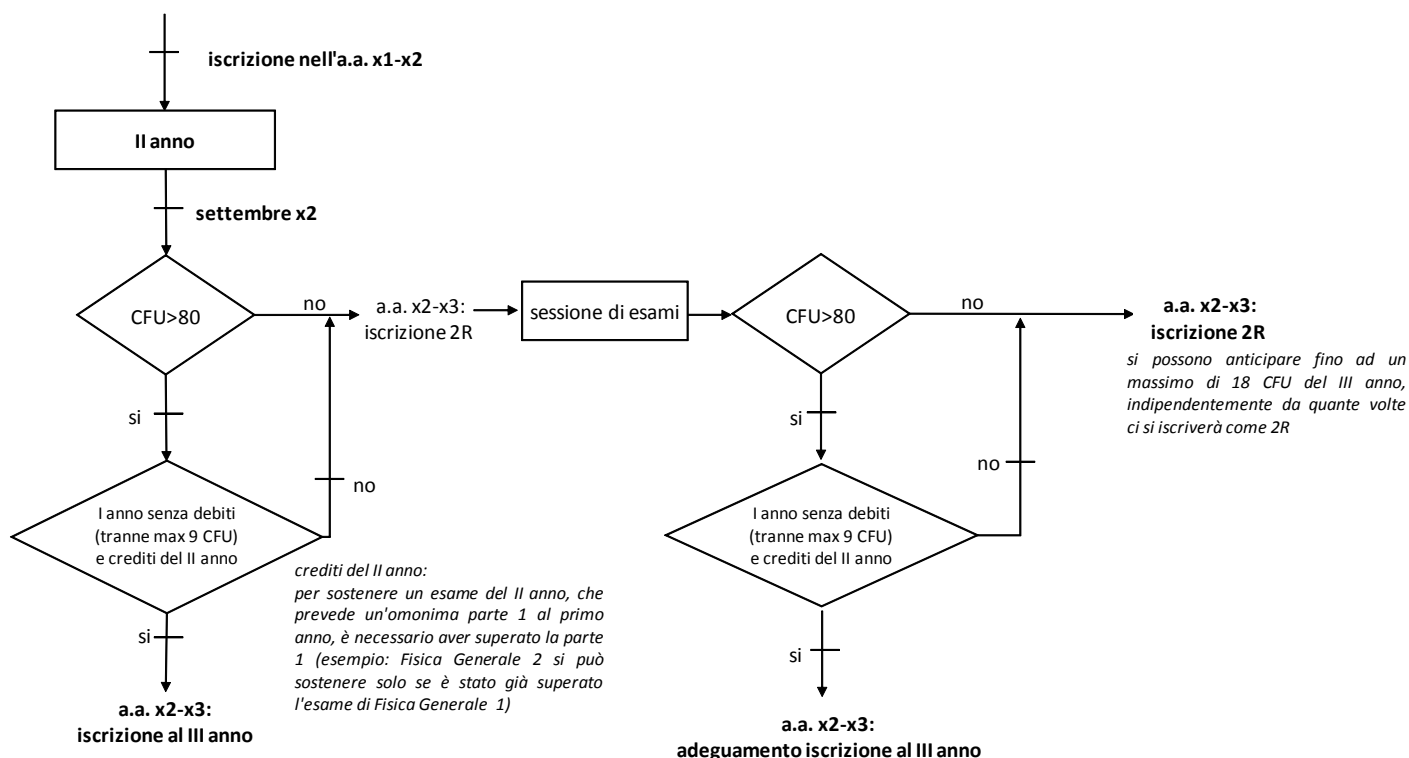 iscrizione nell'a.a. x1-x2
II anno
settembre x2
CFU>80
no
a.a. x2-x3:
iscrizione 2R
sessione di esami
CFU>80
no
a.a. x2-x3:
iscrizione 2R
si possono anticipare fino ad un
massimo di 18 CFU del III anno,
indipendentemente da quante volte
ci si iscriverà come 2R
si
si
no
no
I anno senza debiti
(tranne max 9 CFU)
e crediti del II anno
I anno senza debiti
(tranne max 9 CFU)
e crediti del II anno
crediti del II anno:
per sostenere un esame del II anno, che
prevede un'omonima parte 1 al primo
anno, è necessario aver superato la parte
1 (esempio: Fisica Generale 2 si può
sostenere solo se è stato già superato
l'esame di Fisica Generale 1)
si
si
a.a. x2-x3:
iscrizione al III anno
a.a. x2-x3:
adeguamento iscrizione al III anno